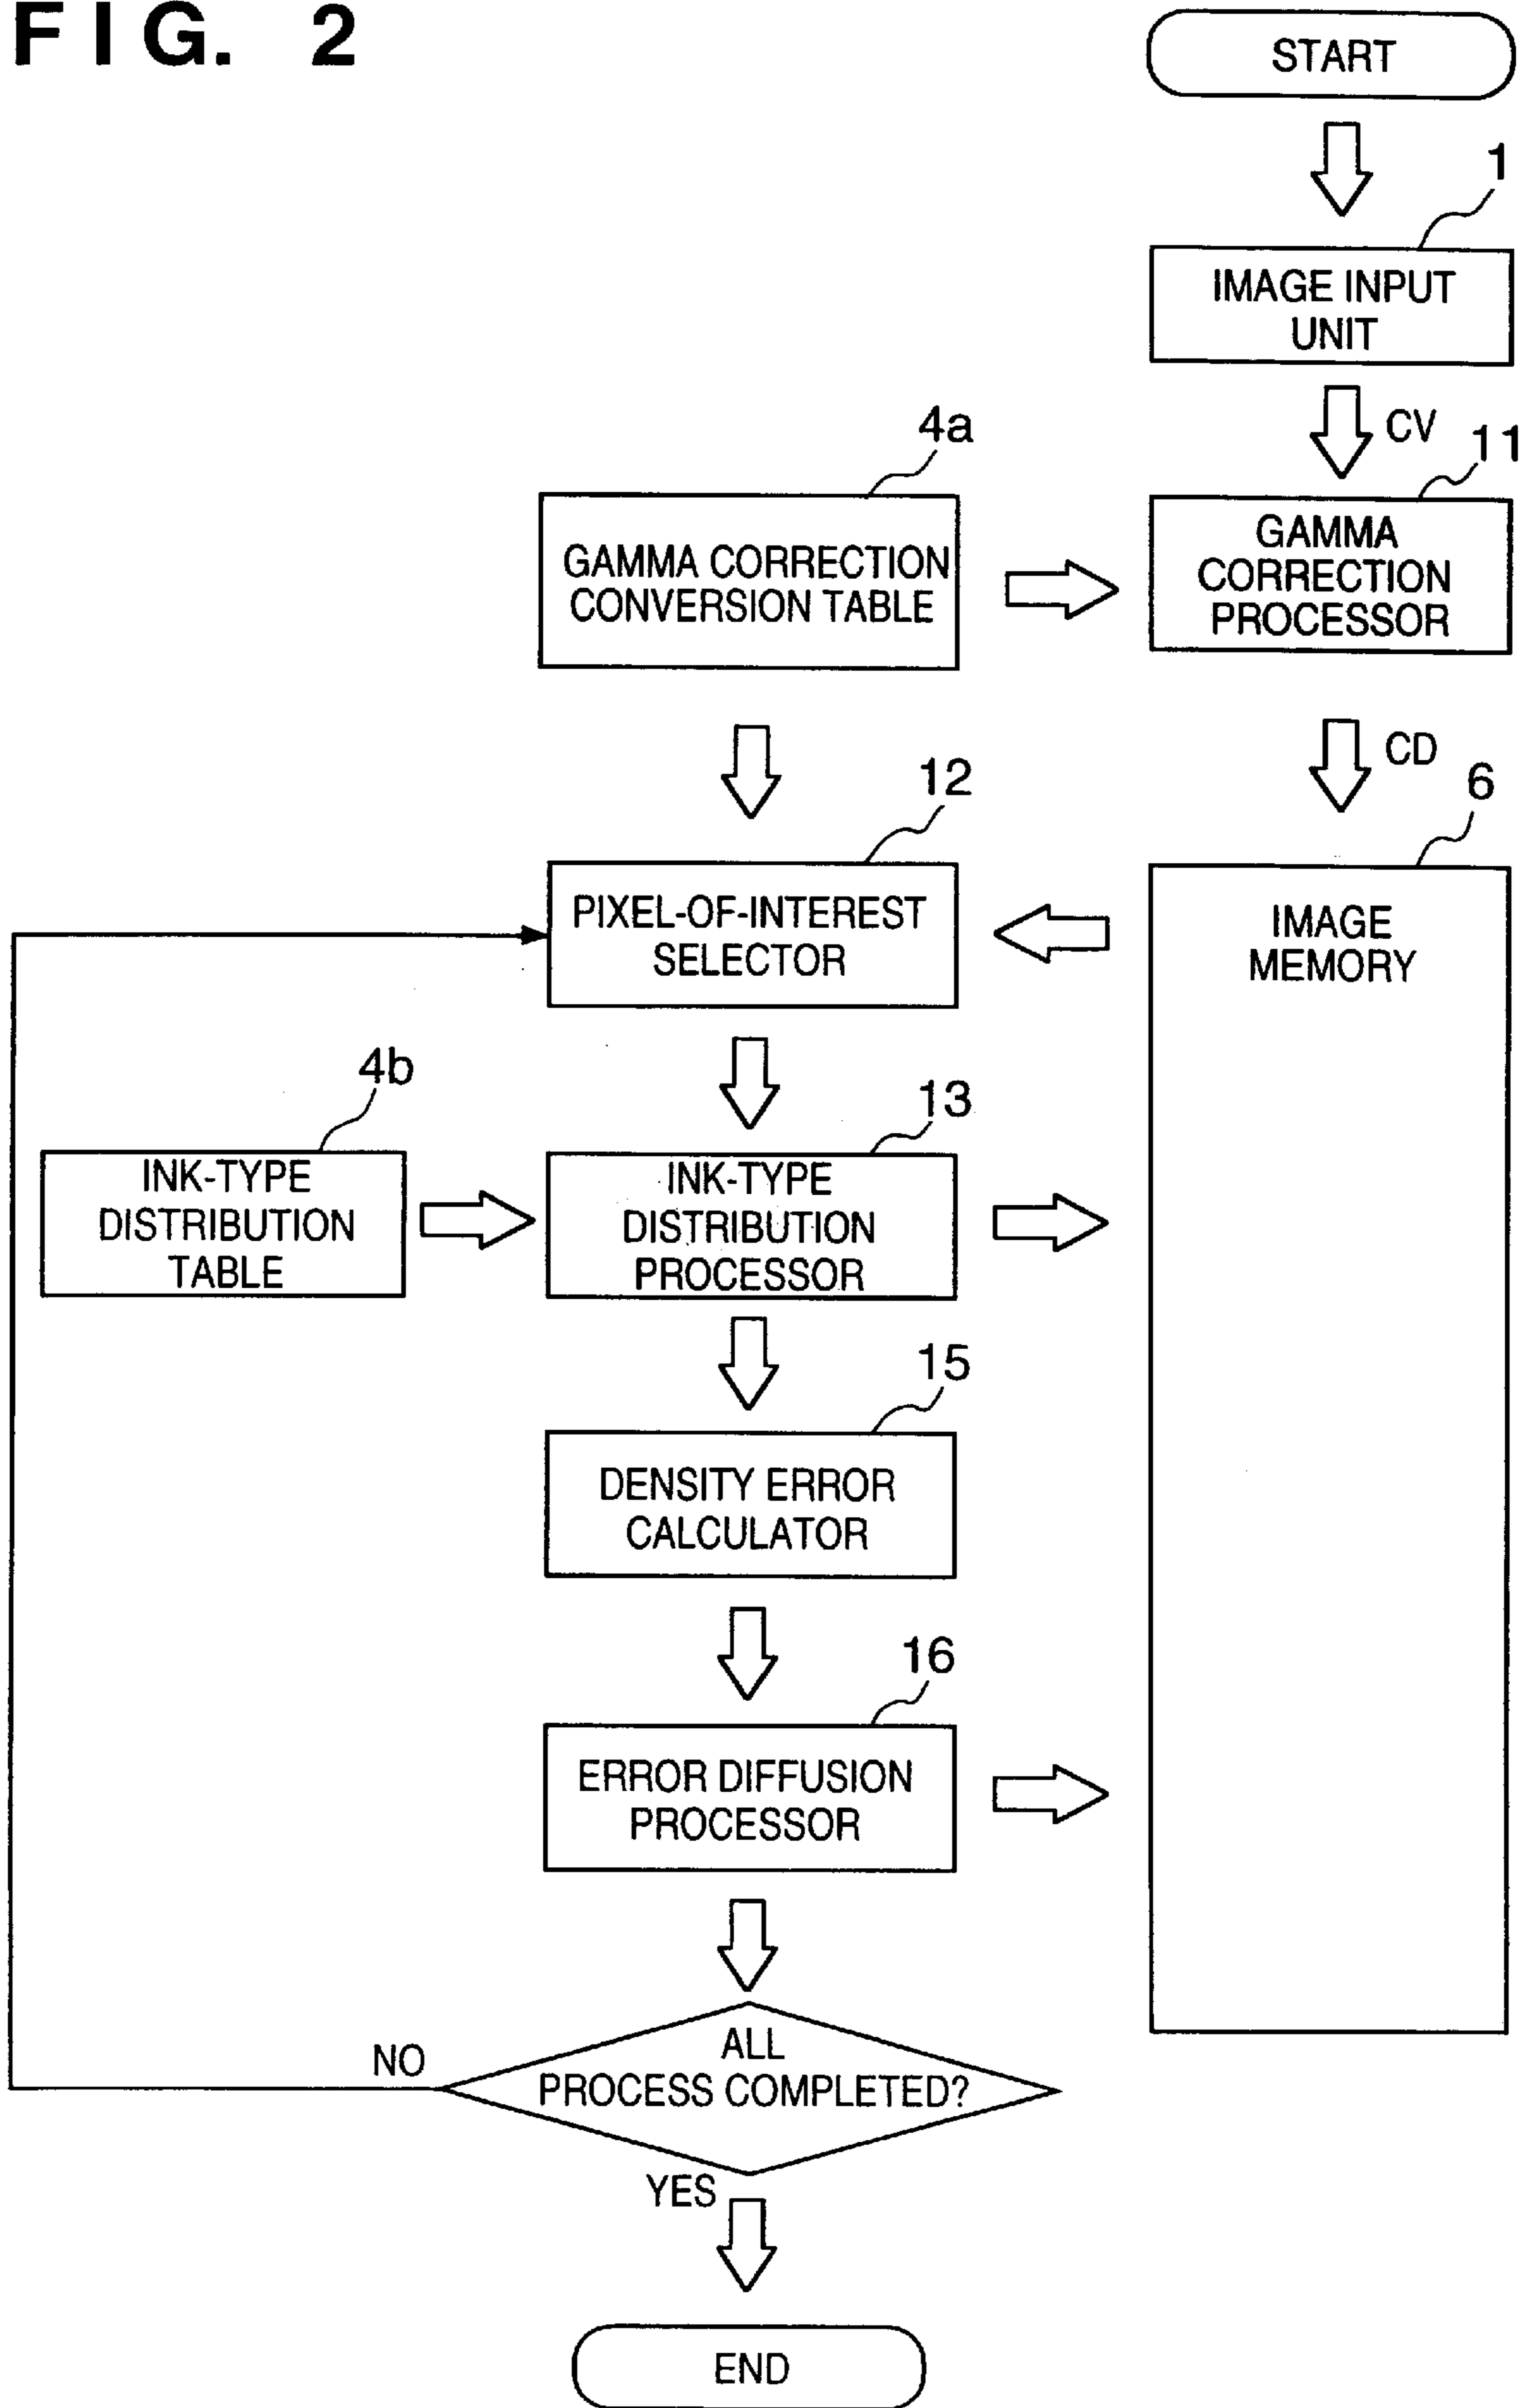 FIG. 2
START
1
IMAGE INPUT
UNIT
CV
4a
11
GAMMA CORRECTION
CONVERSION TABLE
GAMMA
CORRECTION
PROCESSOR
CD
12
6
PIXEL-OF-INTEREST
SELECTOR
IMAGE
MEMORY
4b
13
INK-TYPE
DISTRIBUTION
TABLE
INK-TYPE
DISTRIBUTION
PROCESSOR
15
DENSITY ERROR
CALCULATOR
16
ERROR DIFFUSION
PROCESSOR
ALL
PROCESS COMPLETED?
NO
YES
END